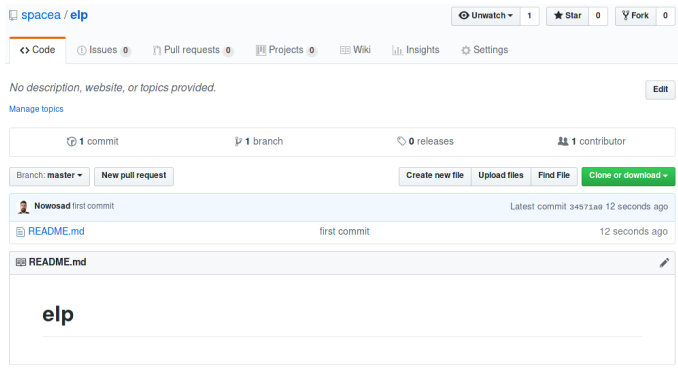 spacea / elp Unwatch 1 Star 0 Fork 0
Code Issues 0 Pull requests 0 Projects 0 Wiki Insights Settings
No description, website, or topics provided. Edit
Manage topics
1 commit 1 branch 0 releases 1 contributor
Branch: master New pull request Create new file Upload files Find File Clone or download
Nowosad first commit Latest commit 34571a0 12 seconds ago
README.md first commit 12 seconds ago
README.md
elp